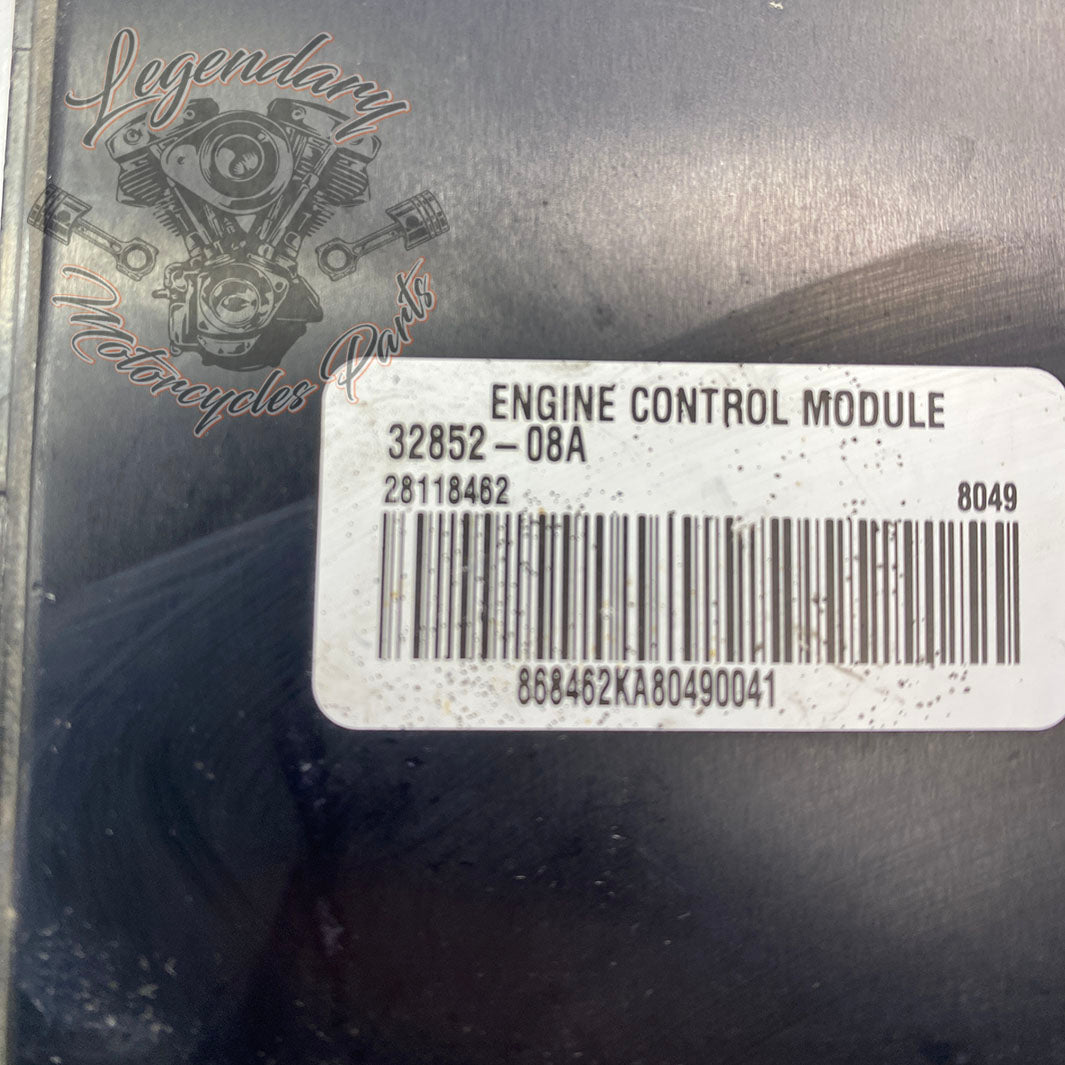 Legendary
Motorcycles Parts
ENGINE CONTROL MODULE
32852-08A
28118462 8049
868462KA80490041